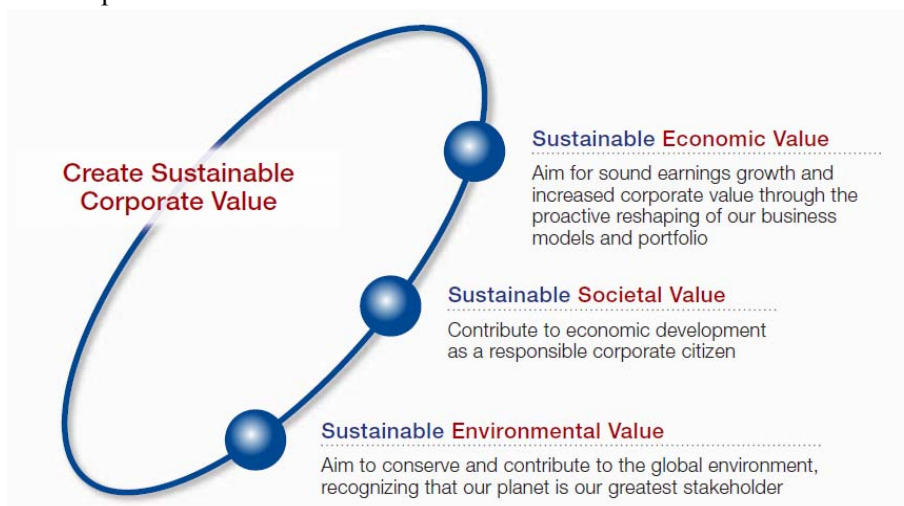 Create Sustainable
Corporate Value
Sustainable Economic Value
Aim for sound earnings growth and
increased corporate value through the
proactive reshaping of our business
models and portfolio
Sustainable Societal Value
Contribute to economic development
as a responsible corporate citizen
Sustainable Environmental Value
Aim to conserve and contribute to the global environment,
recognizing that our planet is our greatest stakeholder